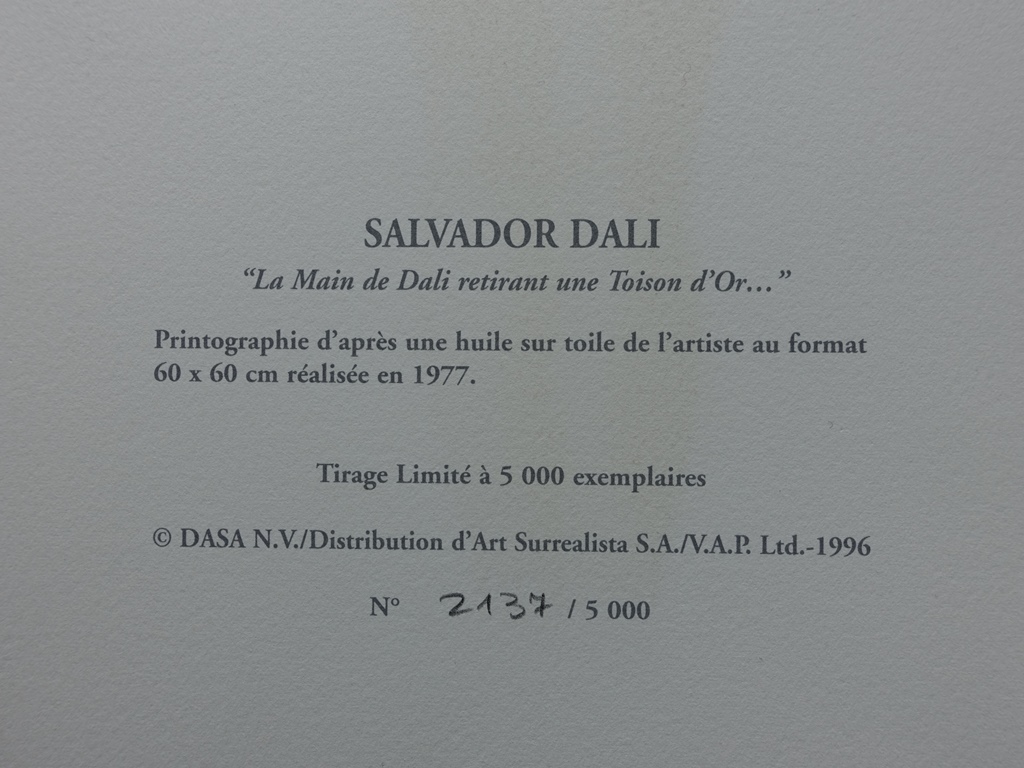 SALVADOR DALI
“La Main de Dali retirant une Toison d’Or...”
Printographie d’après une huile sur toile de l’artiste au format
60 x 60 cm réalisée en 1977.
Tirage Limité à 5 000 exemplaires
© DASA N.V./Distribution d’Art Surrealista S.A./V.A.P. Ltd.-1996
N° 2137 / 5 000